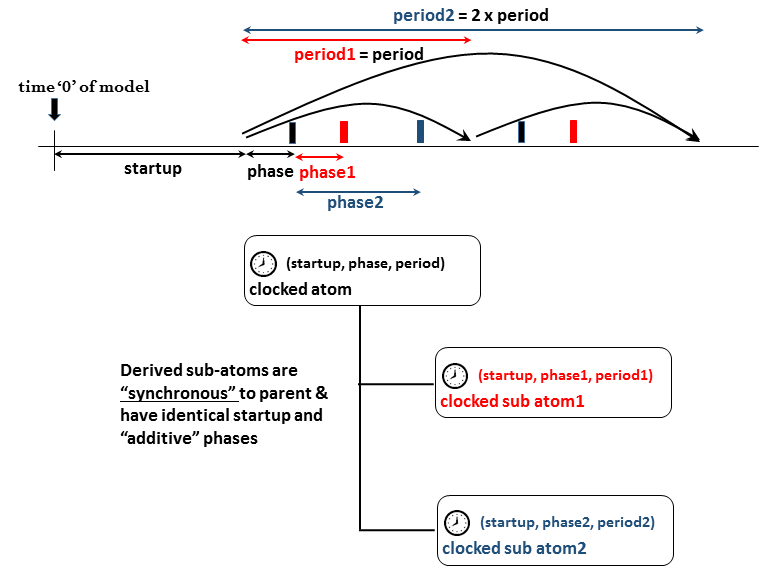 period2 = 2 x period
period1 = period
time ‘0’ of model
startup
phase
phase1
phase2
(startup, phase, period)
clocked atom
Derived sub-atoms are
“synchronous” to parent &
have identical startup and
“additive” phases
(startup, phase1, period1)
clocked sub atom1
(startup, phase2, period2)
clocked sub atom2